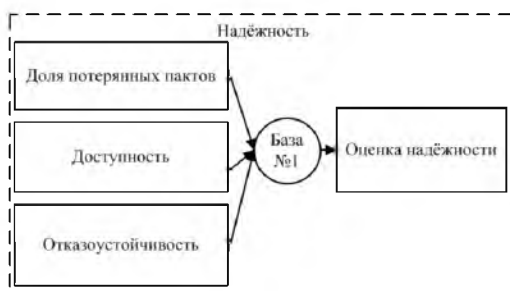 Надёжность
Доля потерянных пактов
Доступность
Отказоустойчивость
База
№1
Оценка надёжности